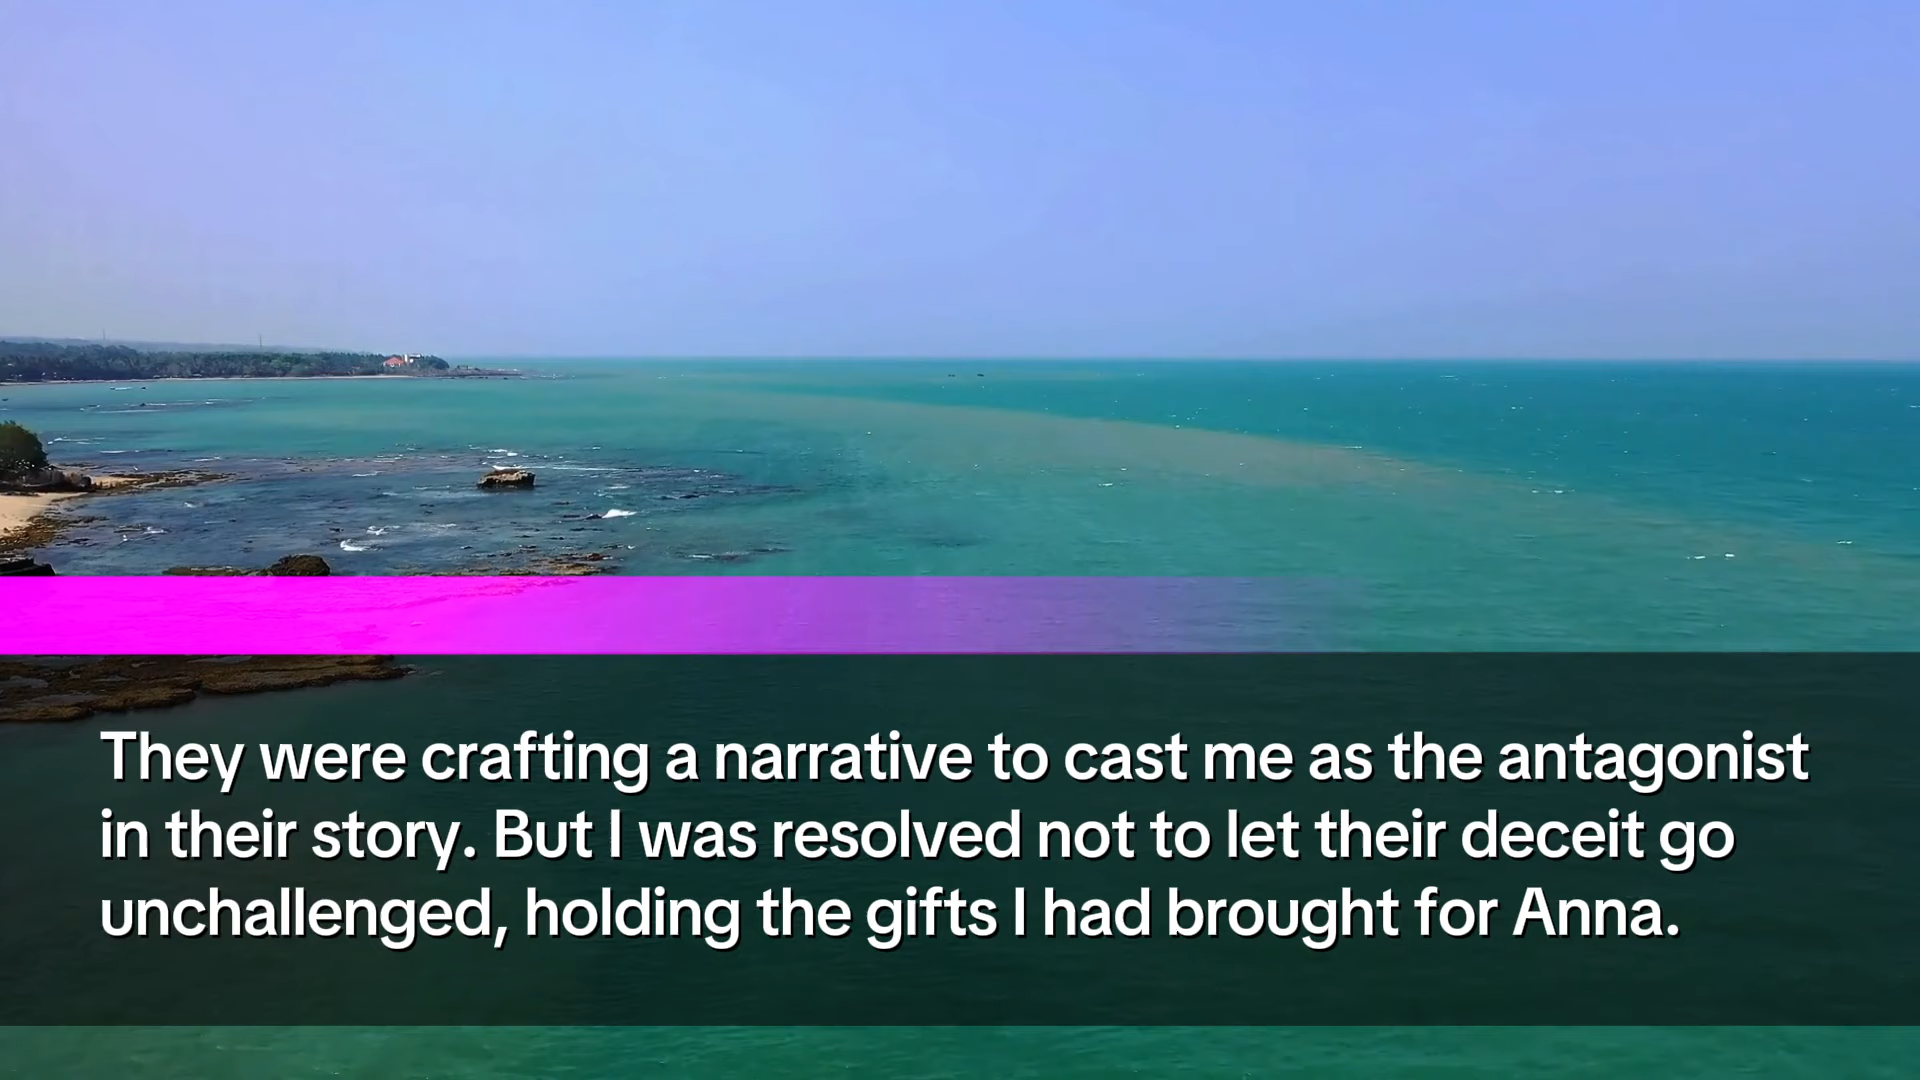 They were crafting a narrative to cast me as the antagonist
in their story. But I was resolved not to let their deceit go
unchallenged, holding the gifts I had brought for Anna.